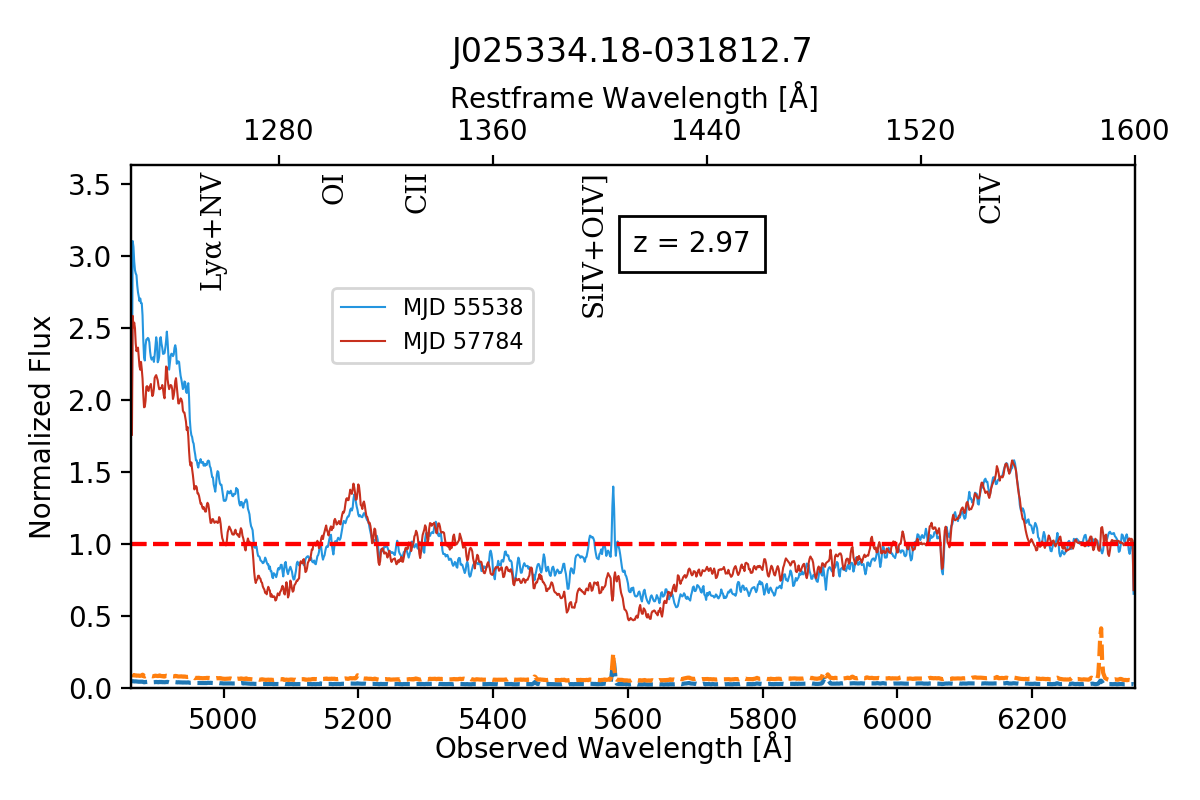 J025334.18-031812.7
Restframe Wavelength [Å]
1280 1360 1440 1520 1600
Lyα+NV
OI
CII
SiIV+OIV]
CIV
z = 2.97
MJD 55538
MJD 57784
Normalized Flux
3.5
3.0
2.5
2.0
1.5
1.0
0.5
0.0
5000 5200 5400 5600 5800 6000 6200
Observed Wavelength [Å]